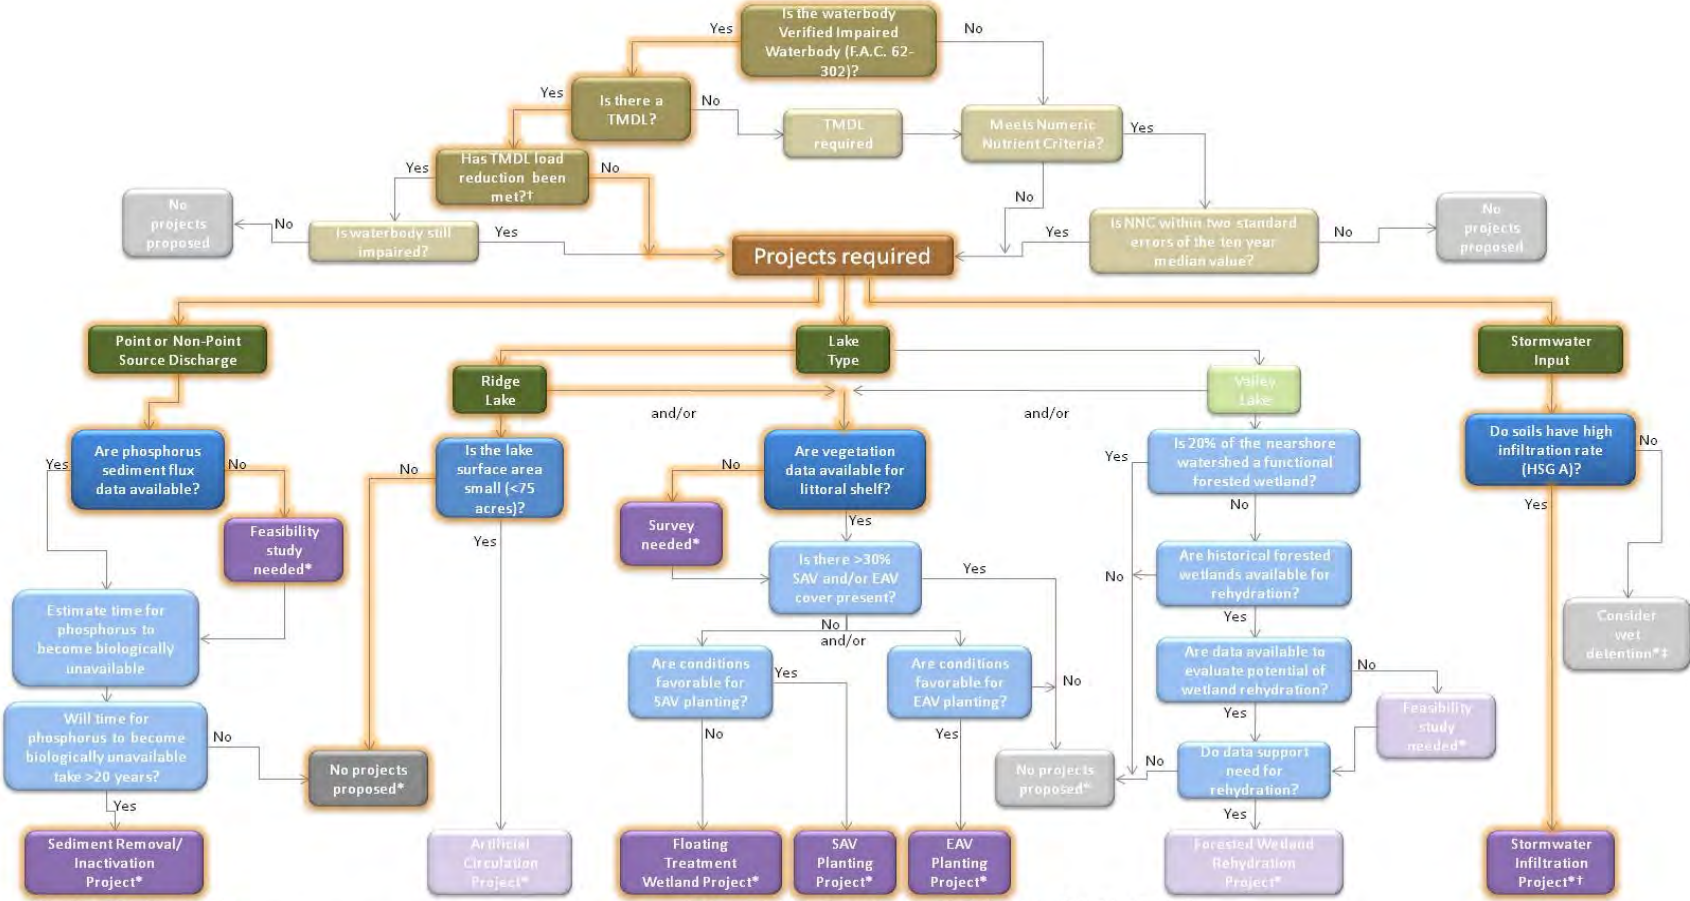 Is the waterbody
Verified Impaired
Waterbody (F.A.C. 62-
302)?
Yes
No
Is there a
TMDL?
Yes
No
TMDL
required
Meets Numeric
Nutrient Criteria?
Yes
No
Has TMDL load
reduction been
met?†
Yes
No
No
projects
proposed
No
Is waterbody still
impaired?
Yes
Projects required
Yes
Is NNC within two standard
errors of the ten year
median value?
No
No
projects
proposed
Point or Non-Point
Source Discharge
Lake
Type
Stormwater
Input
Ridge
Lake
Valley
Lake
and/or
and/or
Are phosphorus
sediment flux
data available?
Yes
No
Feasibility
study
needed*
Estimate time for
phosphorus to
become biologically
unavailable
Will time for
phosphorus to become
biologically unavailable
take >20 years?
No
Yes
Sediment Removal/
Inactivation
Project*
Is the lake
surface area
small (<75
acres)?
No
Yes
No projects
proposed*
Artificial
Circulation
Project*
Are vegetation
data available for
littoral shelf?
No
Yes
Survey
needed*
Is there >30%
SAV and/or EAV
cover present?
Yes
No
and/or
Are conditions
favorable for
SAV planting?
Yes
No
Are conditions
favorable for
EAV planting?
No
Yes
Floating
Treatment
Wetland Project*
SAV
Planting
Project*
EAV
Planting
Project*
No projects
proposed*
Is 20% of the nearshore
watershed a functional
forested wetland?
Yes
No
Are historical forested
wetlands available for
rehydration?
No
Yes
Are data available to
evaluate potential of
wetland rehydration?
No
Yes
Feasibility
study
needed*
Do data support
need for
rehydration?
No
Yes
Forested Wetland
Rehydration
Project*
Do soils have high
infiltration rate
(HSG A)?
No
Yes
Consider
wet
detention*‡
Stormwater
Infiltration
Project*†